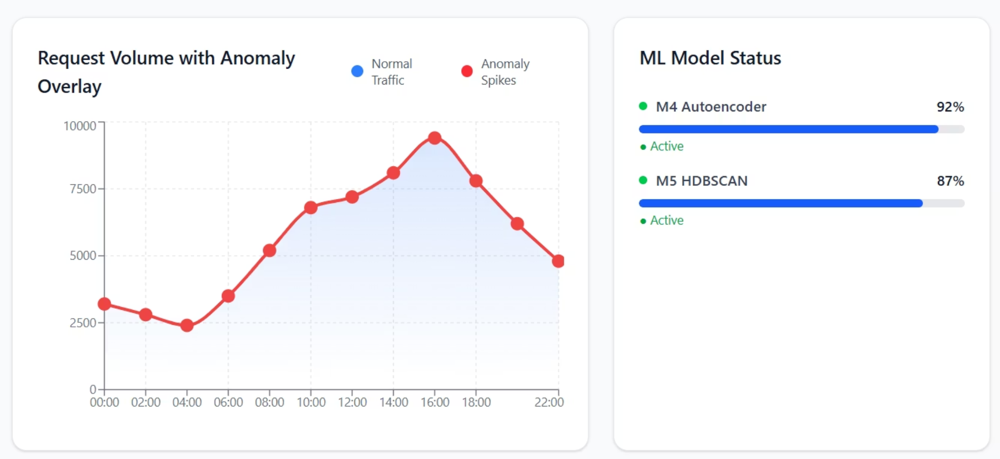 Request Volume with Anomaly
Overlay
Normal
Traffic
Anomaly
Spikes
10000
7500
5000
2500
0
00:00 02:00 04:00 06:00 08:00 10:00 12:00 14:00 16:00 18:00 22:00
ML Model Status
M4 Autoencoder 92%
● Active
M5 HDBSCAN 87%
● Active